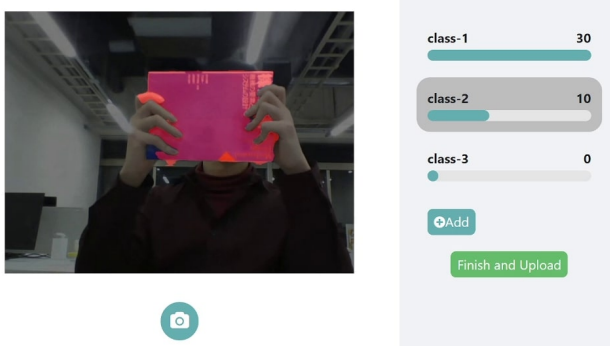 class-1 30
class-2 10
class-3 0
Add
Finish and Upload